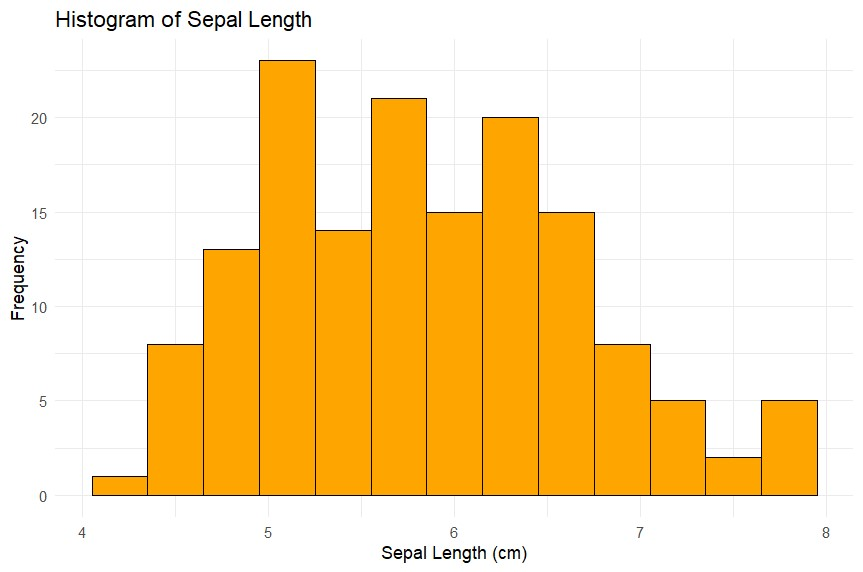 Histogram of Sepal Length
20
15
10
5
0
Frequency
4 5 6 7 8
Sepal Length (cm)